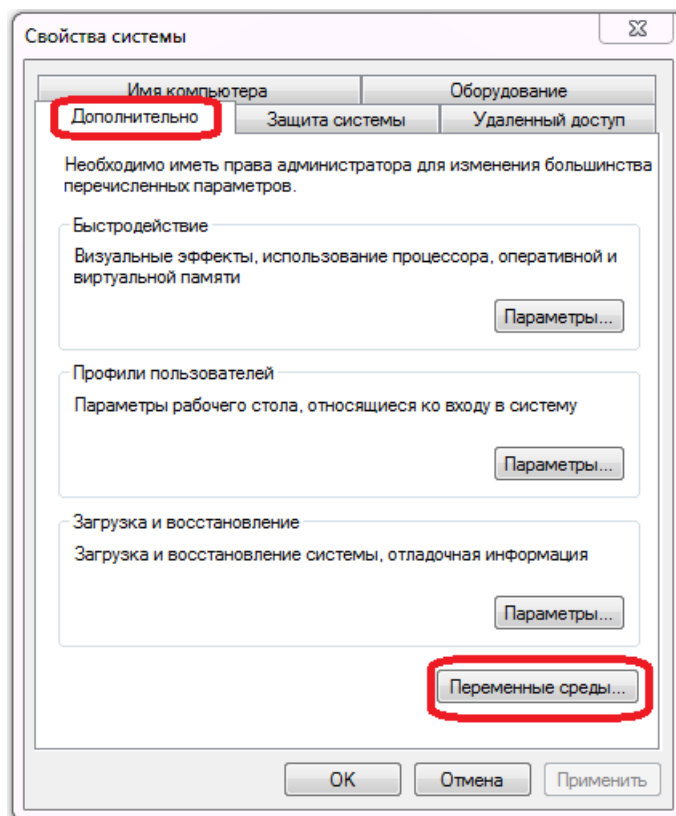 Свойства системы
Имя компьютера
Оборудование
Дополнительно
Защита системы
Удаленный доступ
Необходимо иметь права администратора для изменения большинства
перечисленных параметров.
Быстродействие
Визуальные эффекты, использование процессора, оперативной и
виртуальной памяти
Параметры...
Профили пользователей
Параметры рабочего стола, относящиеся ко входу в систему
Параметры...
Загрузка и восстановление
Загрузка и восстановление системы, отладочная информация
Параметры...
Переменные среды...
OK
Отмена
Применить